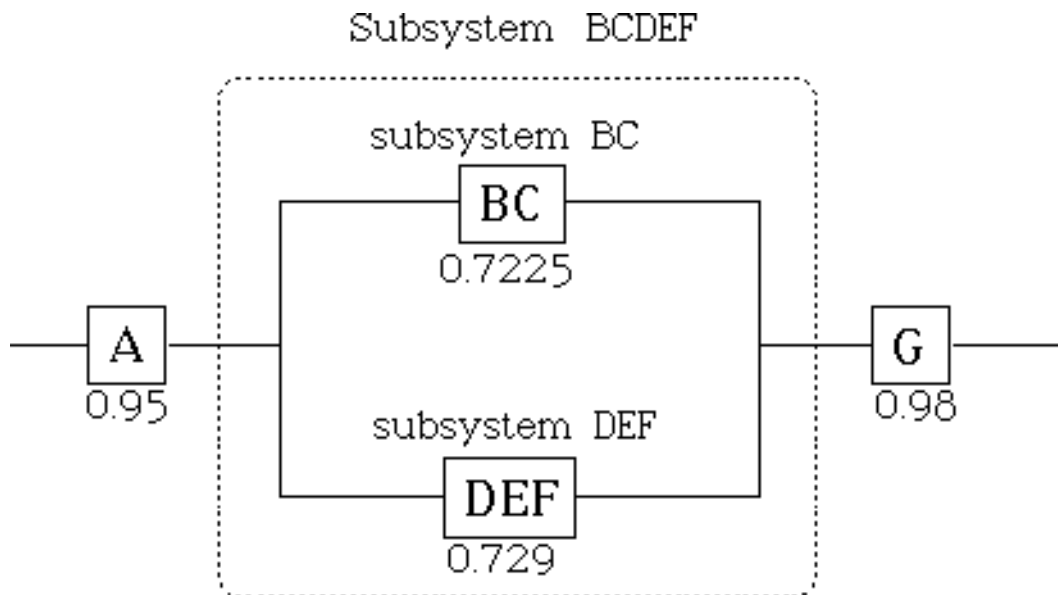 Subsystem BCDEF
subsystem BC
BC
0.7225
A
0.95
G
0.98
subsystem DEF
DEF
0.729